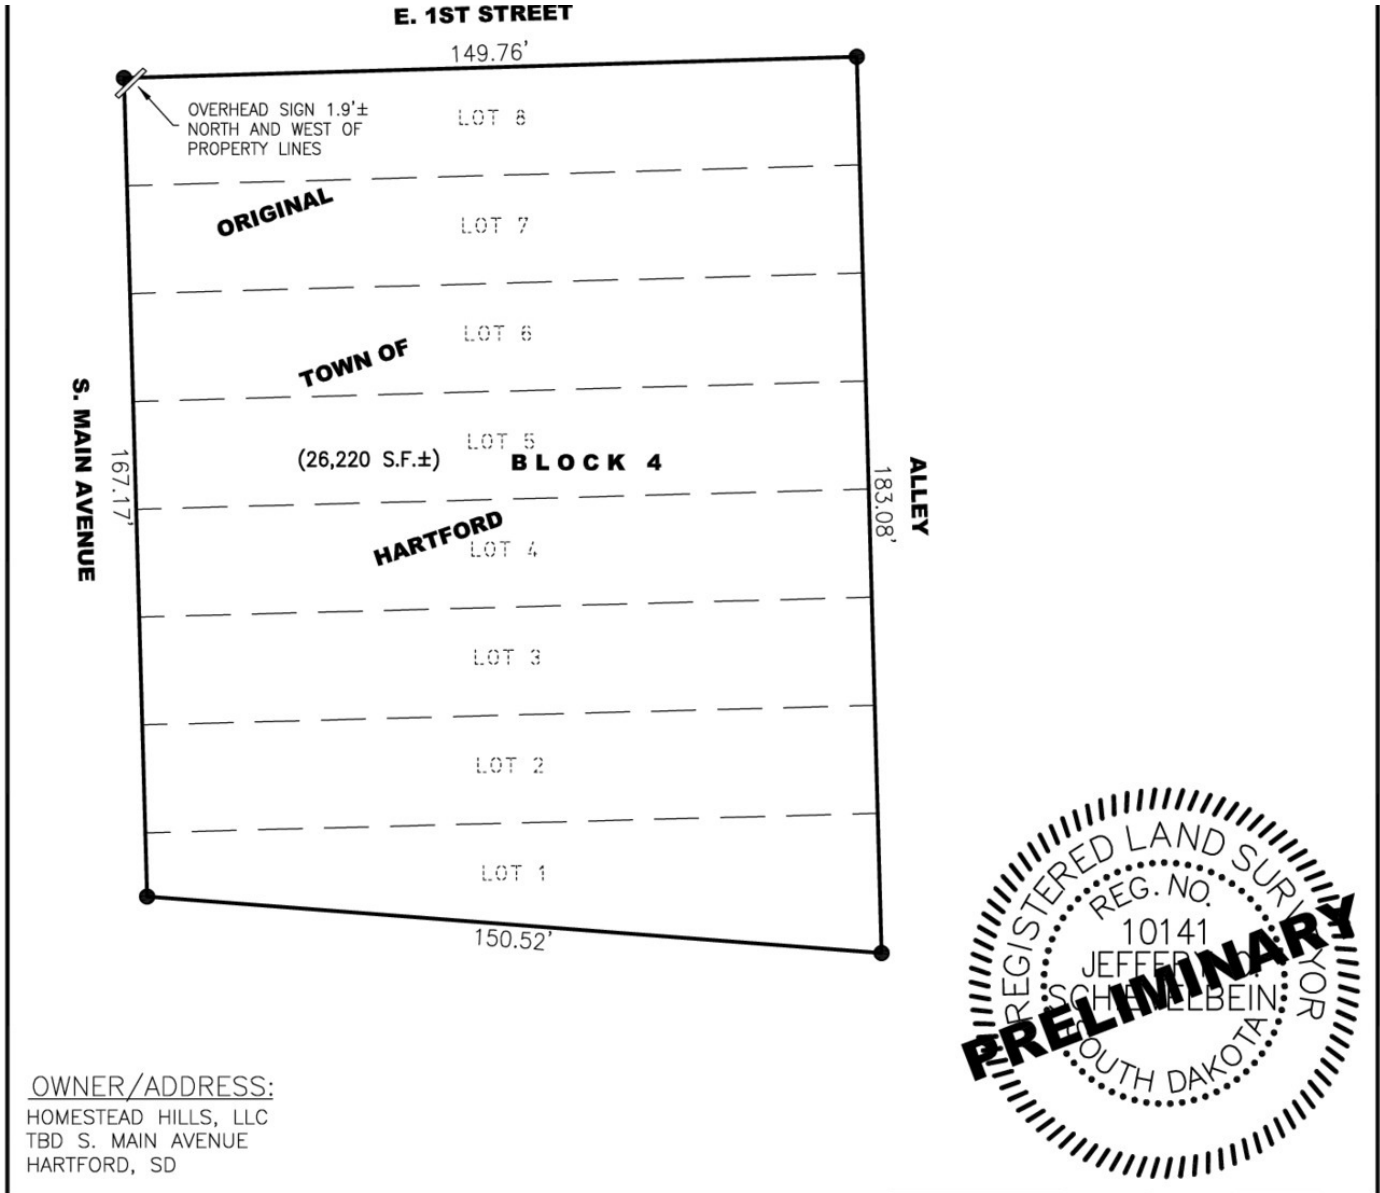 E. 1ST STREET
149.76'
OVERHEAD SIGN 1.9'±
NORTH AND WEST OF
PROPERTY LINES
LOT 8
ORIGINAL
LOT 7
LOT 6
TOWN OF
S. MAIN AVENUE
167.17'
LOT 5
(26,220 S.F.±)
BLOCK 4
183.08'
ALLEY
HARTFORD
LOT 4
LOT 3
LOT 2
LOT 1
150.52'
REGISTERED LAND SURVEYOR
REG. NO.
10141
PRELIMINARY
SOUTH DAKOTA
OWNER/ADDRESS:
HOMESTEAD HILLS, LLC
TBD S. MAIN AVENUE
HARTFORD, SD